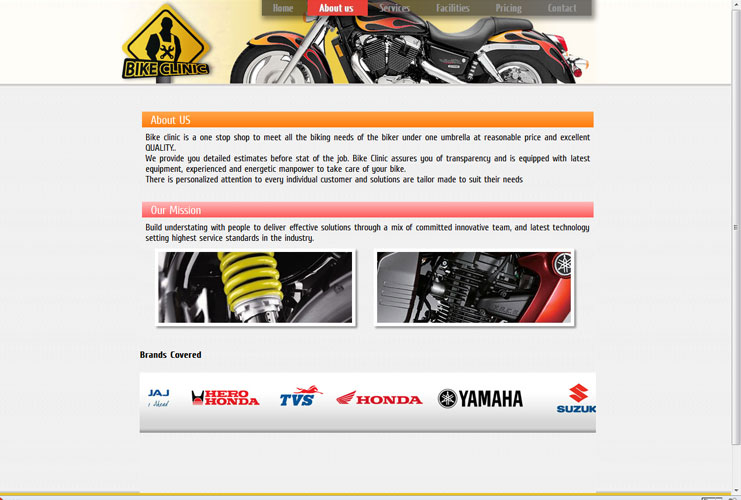 Home About us Services Facilities Pricing Contact
BIKE CLINIC
About US
Bike clinic is a one stop shop to meet all the biking needs of the biker under one umbrella at reasonable price and excellent
QUALITY..
We provide you detailed estimates before stat of the job. Bike Clinic assures you of transparency and is equipped with latest
equipment, experienced and energetic manpower to take care of your bike.
There is personalized attention to every individual customer and solutions are tailor made to suit their needs
Our Mission
Build understating with people to deliver effective solutions through a mix of committed innovative team, and latest technology
setting highest service standards in the industry.
Brands Covered
JAJ HERO HONDA TVS HONDA YAMAHA SUZUK
Ahead